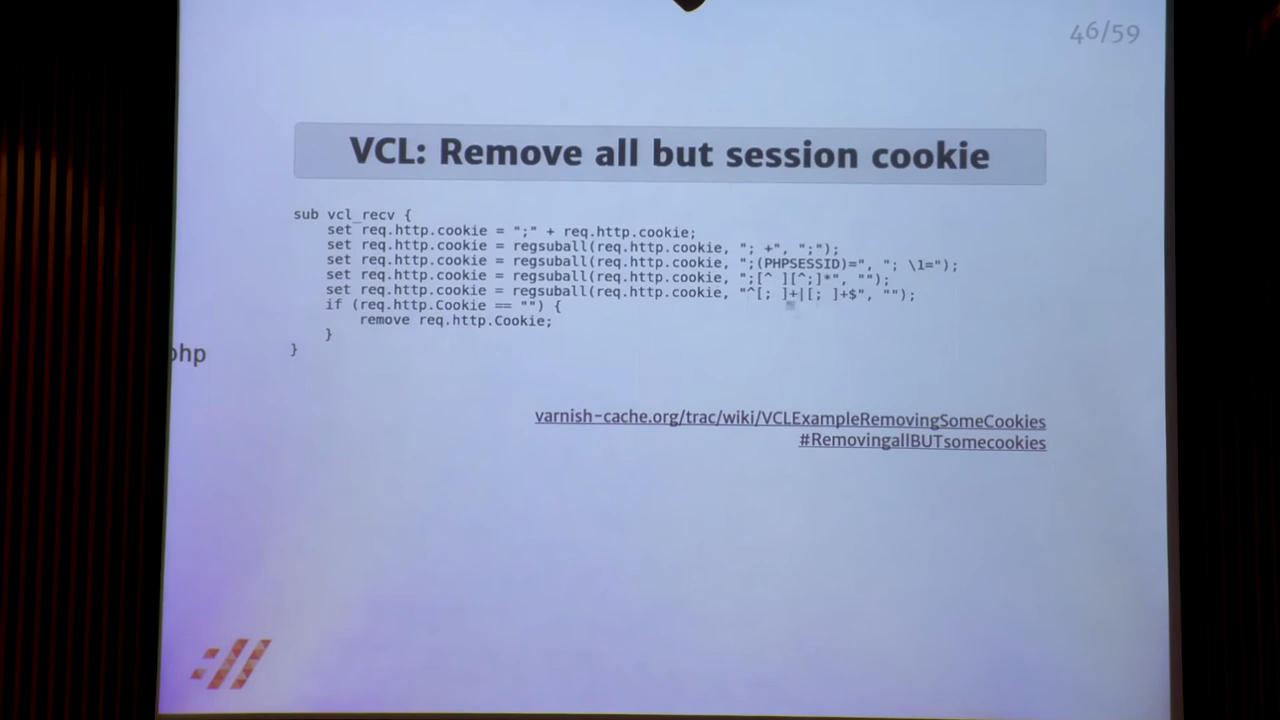 46/59
VCL: Remove all but session cookie
sub vcl_recv {
    set req.http.cookie = ";" + req.http.cookie;
    set req.http.cookie = regsuball(req.http.cookie, "; +", ";");
    set req.http.cookie = regsuball(req.http.cookie, ";(PHPSESSID)=", "; \1=");
    set req.http.cookie = regsuball(req.http.cookie, ";[^ ][^;]*", "");
    set req.http.cookie = regsuball(req.http.cookie, "^[; ]+|[; ]+$", "");
    if (req.http.Cookie == "") {
        remove req.http.Cookie;
    }
}
php
varnish-cache.org/trac/wiki/VCLExampleRemovingSomeCookies
#RemovingallBUTsomecookies